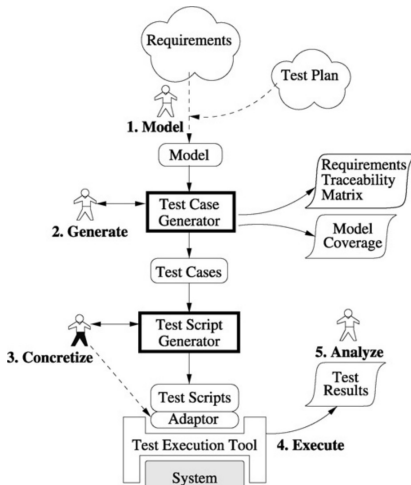 Requirements
Test Plan
1. Model
Model
Requirements
Traceability
Matrix
Test Case
Generator
2. Generate
Model
Coverage
Test Cases
Test Script
Generator
3. Concretize
5. Analyze
Test
Results
Test Scripts
Adaptor
Test Execution Tool
4. Execute
System